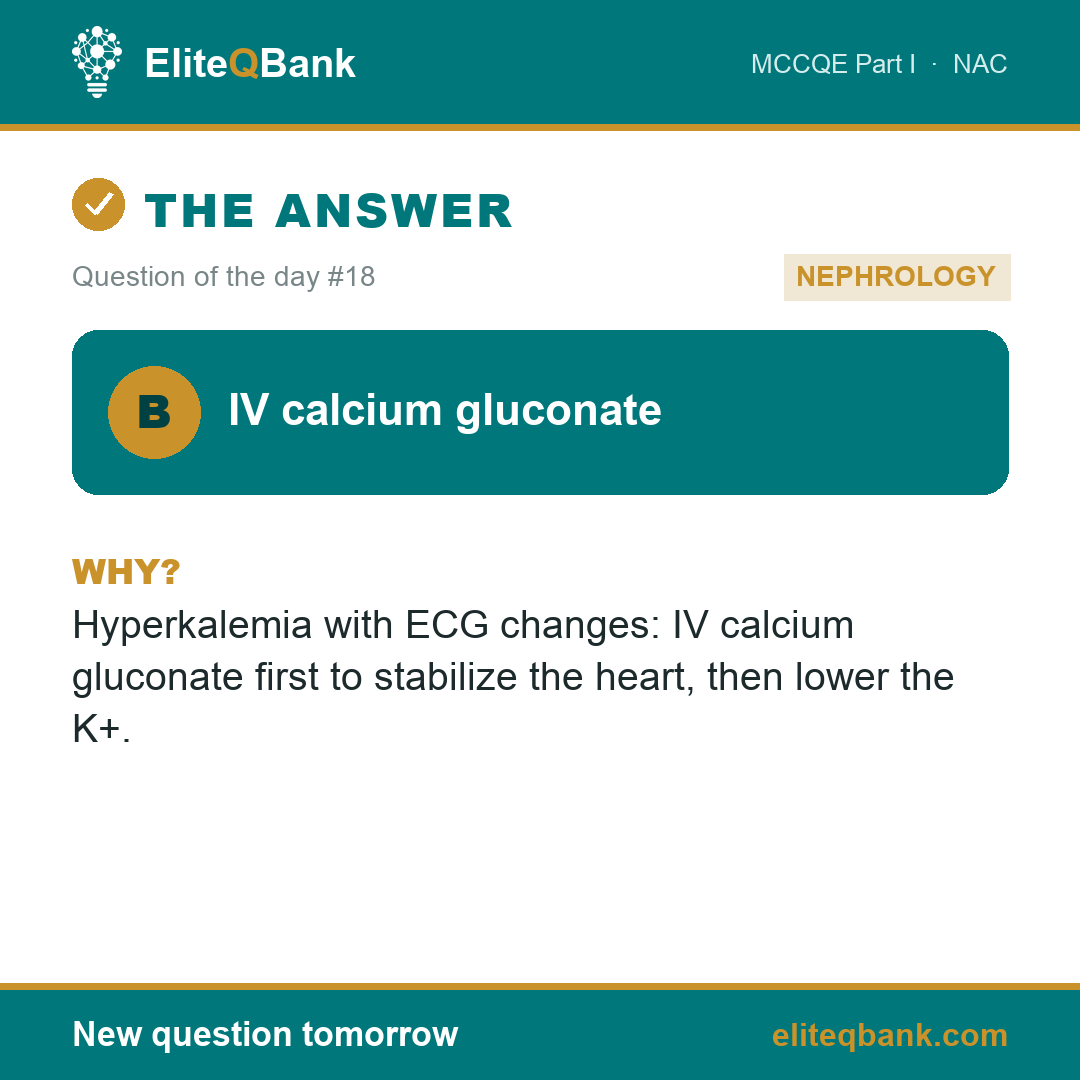 EliteQBank
MCCQE Part I · NAC
THE ANSWER
Question of the day #18
NEPHROLOGY
B
IV calcium gluconate
WHY?
Hyperkalemia with ECG changes: IV calcium
gluconate first to stabilize the heart, then lower the
K+.
New question tomorrow
eliteqbank.com